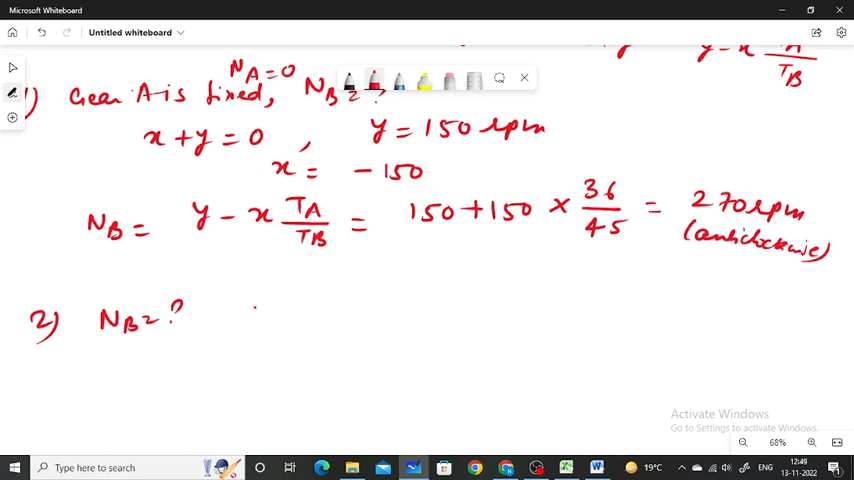 Microsoft Whiteboard
Untitled whiteboard
y = x TA/TB
NA = 0
1) Gear A is fixed, NB = ?
x + y = 0 , y = 150 rpm
x = - 150
NB = y - x TA/TB = 150 + 150 × 36/45 = 270 rpm
(anticlockwise)
2) NB = ?
Activate Windows
Go to Settings to activate Windows.
68%
Type here to search
19°C
ENG
12:49
13-11-2022